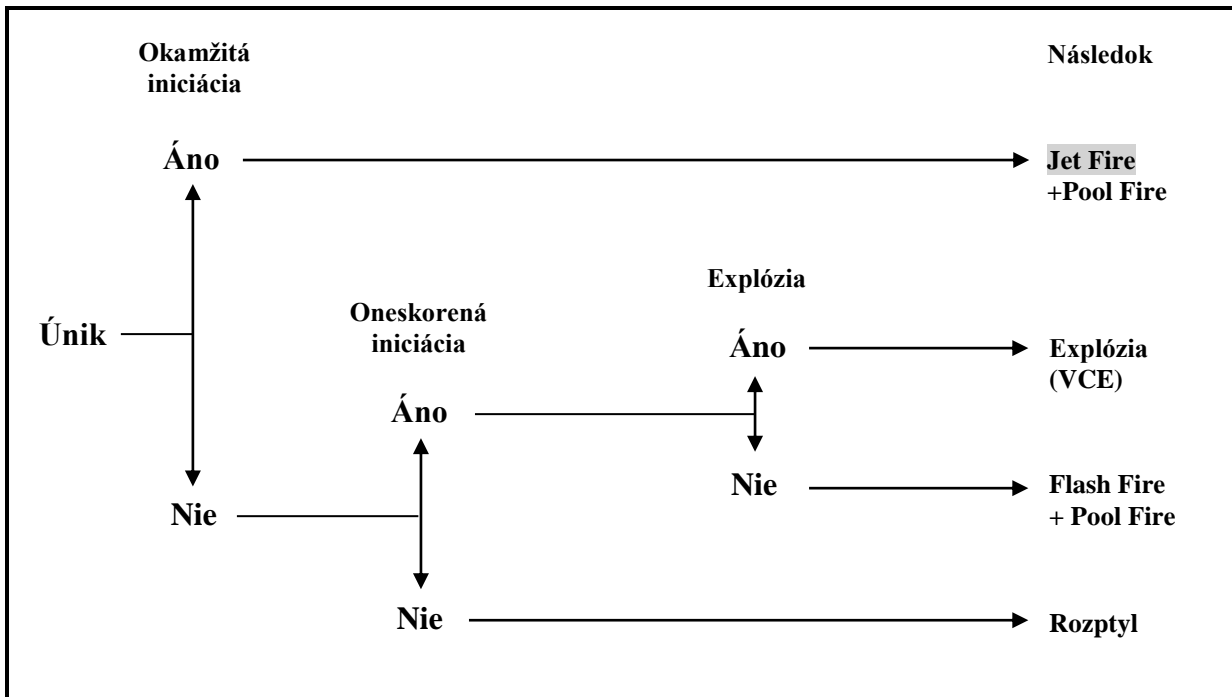 Okamžitá
iniciácia
Následok
Áno
Jet Fire
+Pool Fire
Explózia
Oneskorená
iniciácia
Únik
Áno
Explózia
(VCE)
Áno
Nie
Flash Fire
+ Pool Fire
Nie
Nie
Rozptyl